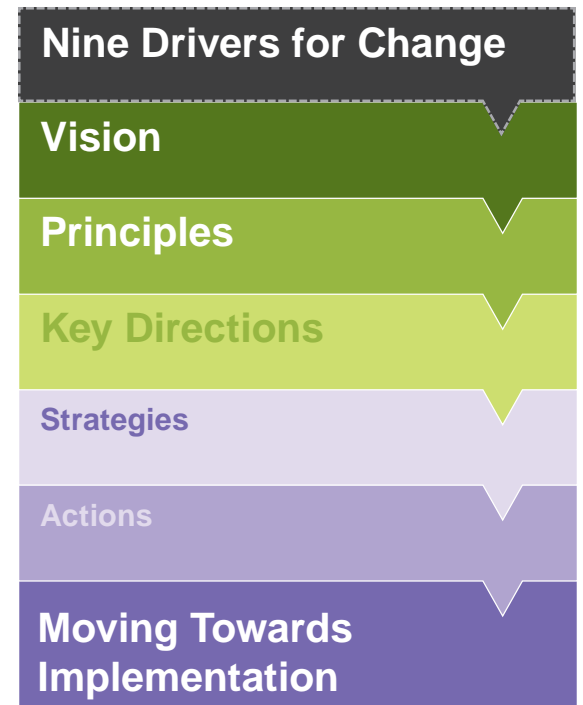 Nine Drivers for Change
Vision
Principles
Key Directions
Strategies
Actions
Moving Towards
Implementation